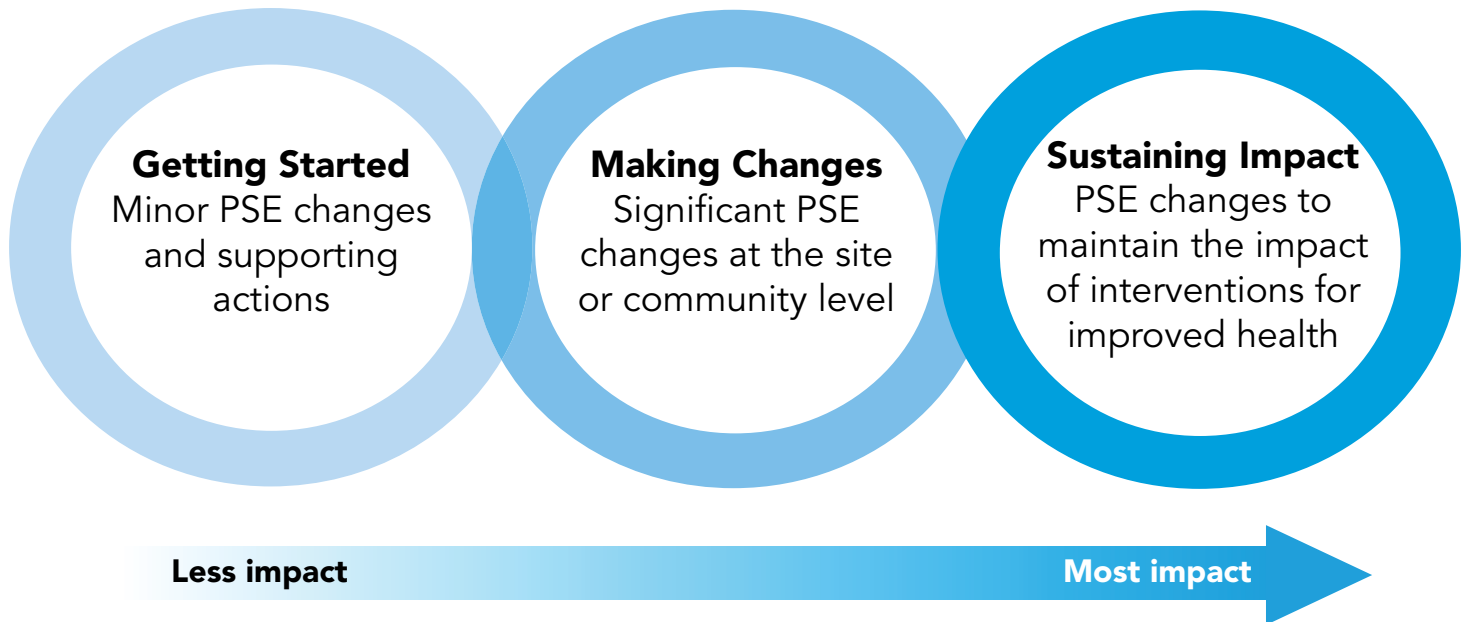 Getting Started
Minor PSE changes
and supporting
actions
Making Changes
Significant PSE
changes at the site
or community level
Sustaining Impact
PSE changes to
maintain the impact
of interventions for
improved health
Less impact
Most impact